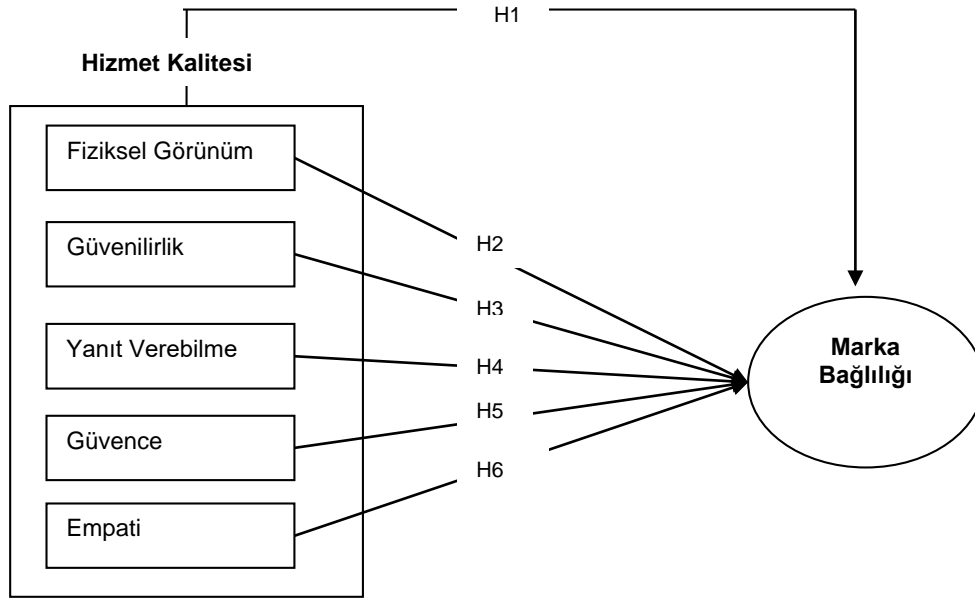 H1
Hizmet Kalitesi
Fiziksel Görünüm
H2
Güvenilirlik
H3
Yanıt Verebilme
H4
Marka
Bağlılığı
H5
Güvence
H6
Empati